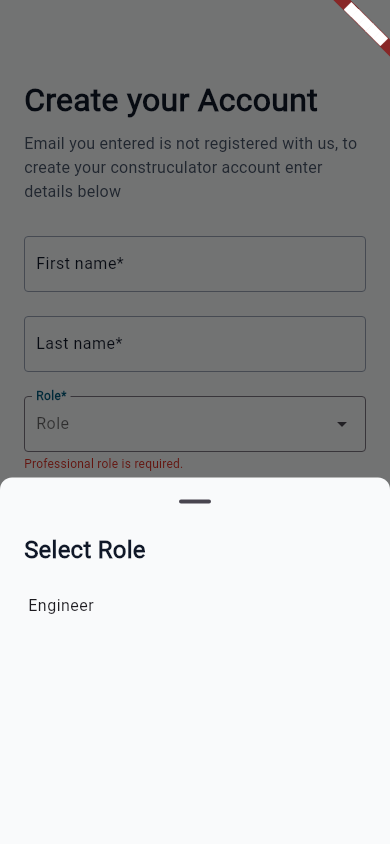 Create your Account
Email you entered is not registered with us, to
create your construculator account enter
details below
First name*
Last name*
Role*
Role
Professional role is required.
Select Role
Engineer